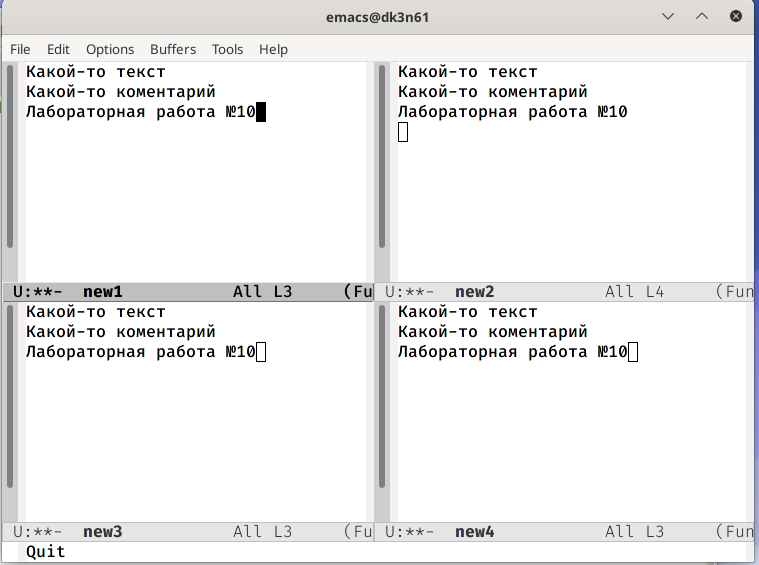 emacs@dk3n61
File Edit Options Buffers Tools Help
Какой-то текст
Какой-то коментарий
Лабораторная работа №10
U:**- new1 All L3 (Fu
Какой-то текст
Какой-то коментарий
Лабораторная работа №10
U:**- new2 All L4 (Fun
Какой-то текст
Какой-то коментарий
Лабораторная работа №10
U:**- new3 All L3 (Fu
Какой-то текст
Какой-то коментарий
Лабораторная работа №10
U:**- new4 All L3 (Fun
Quit